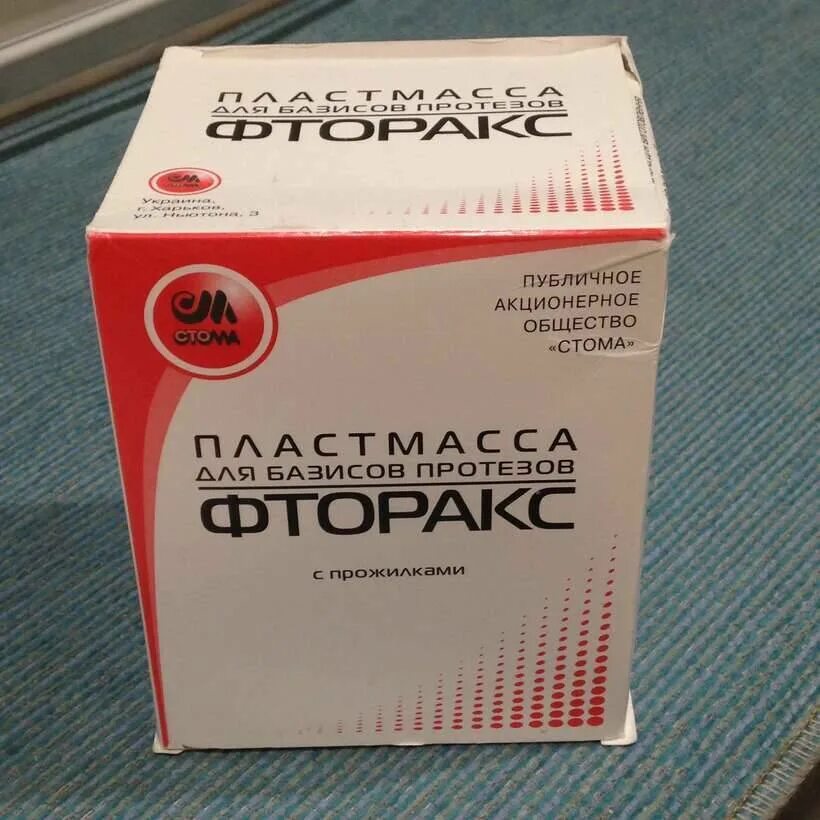 ПЛАСТМАССА
ДЛЯ БАЗИСОВ ПРОТЕЗОВ
ФТОРАКС
Украина,
г. Харьков,
ул. Ньютона, 3
СТОМА
ПУБЛИЧНОЕ
АКЦИОНЕРНОЕ
ОБЩЕСТВО
«СТОМА»
ПЛАСТМАССА
ДЛЯ БАЗИСОВ ПРОТЕЗОВ
ФТОРАКС
с прожилками